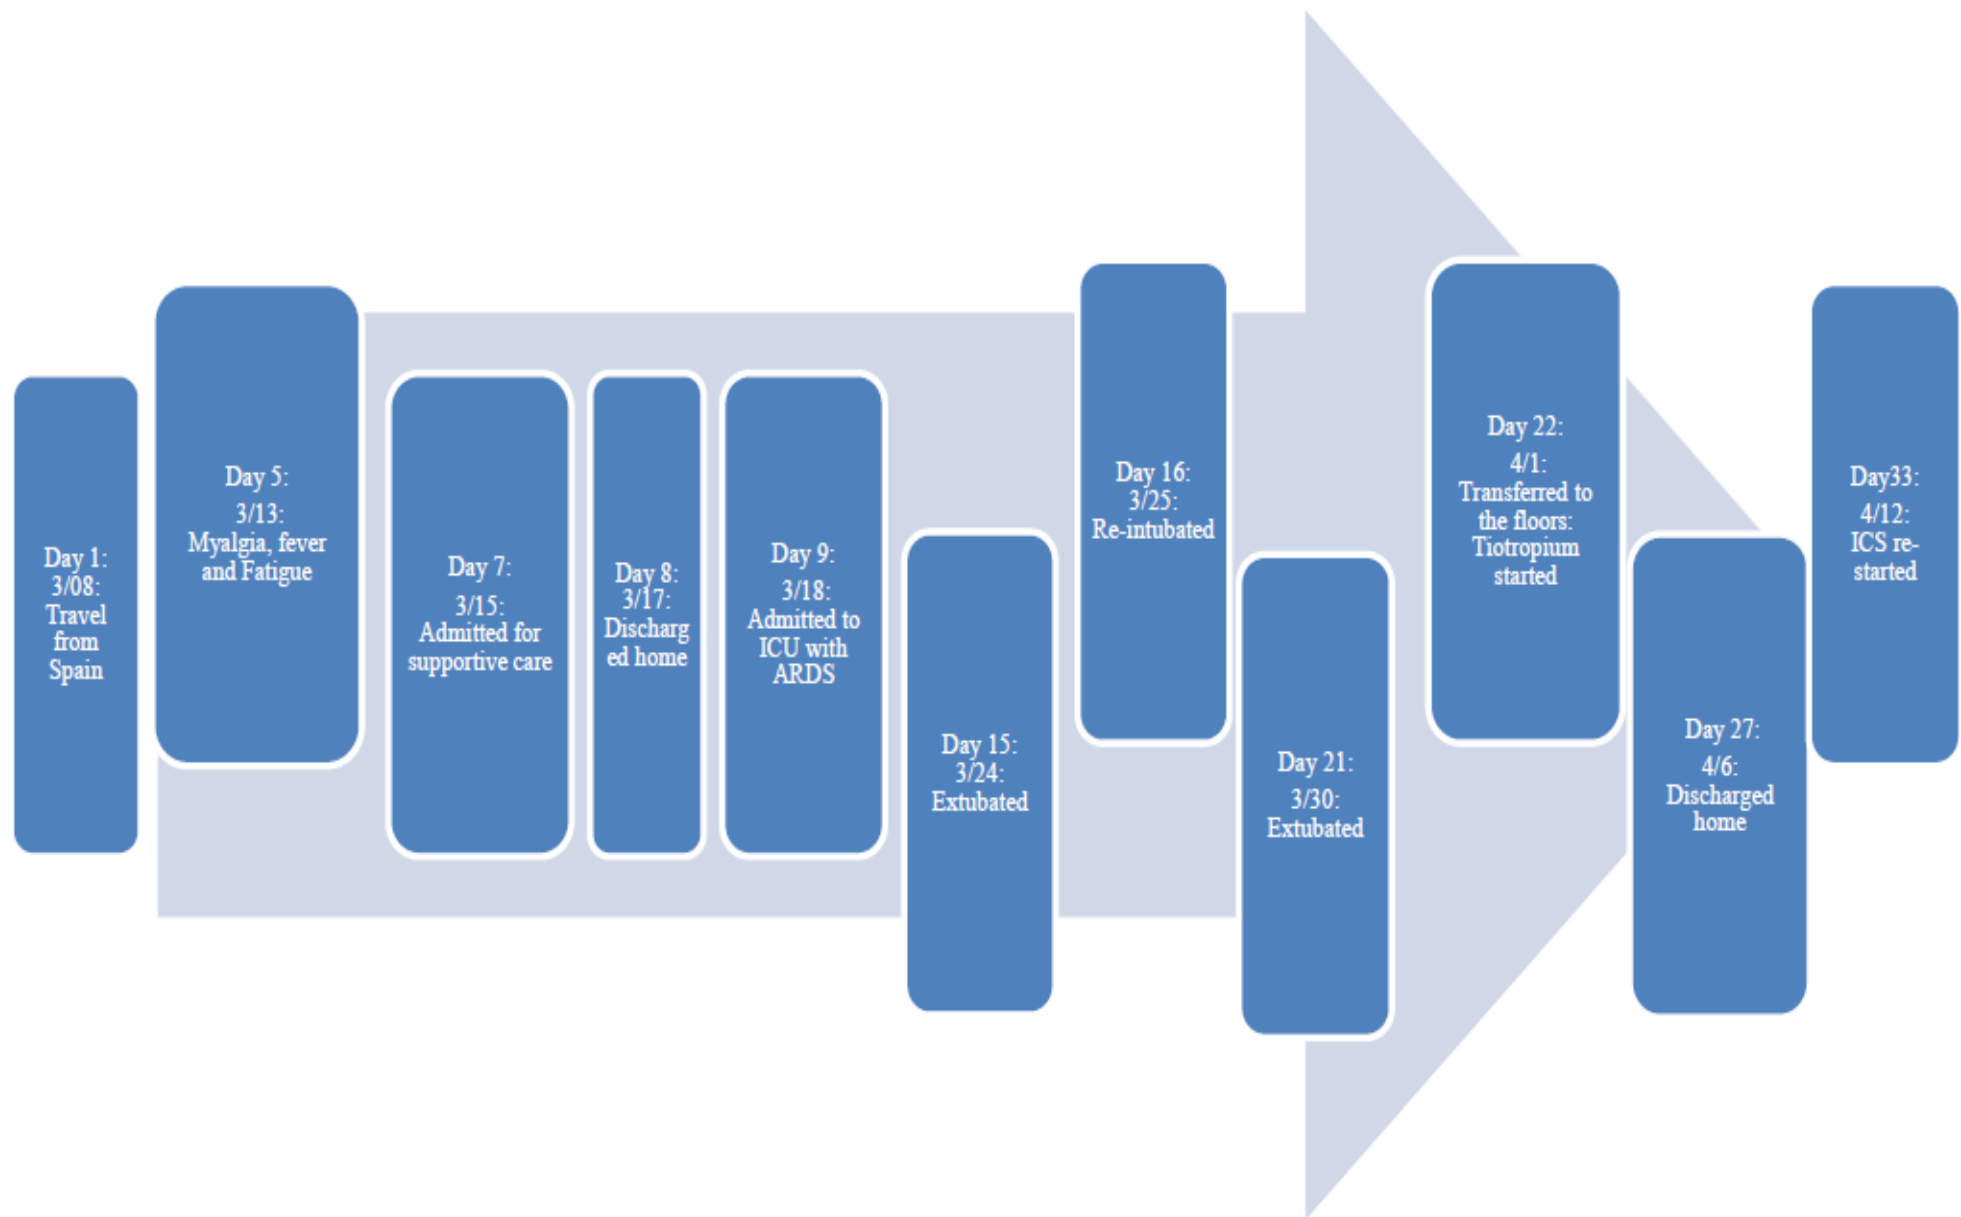 Day 1:
3/08:
Travel
from
Spain
Day 5:
3/13:
Myalgia, fever
and Fatigue
Day 7:
3/15:
Admitted for
supportive care
Day 8:
3/17:
Discharg
ed home
Day 9:
3/18:
Admitted to
ICU with
ARDS
Day 15:
3/24:
Extubated
Day 16:
3/25:
Re-intubated
Day 21:
3/30:
Extubated
Day 22:
4/1:
Transferred to
the floors:
Tiotropium
started
Day 27:
4/6:
Discharged
home
Day33:
4/12:
ICS re-
started